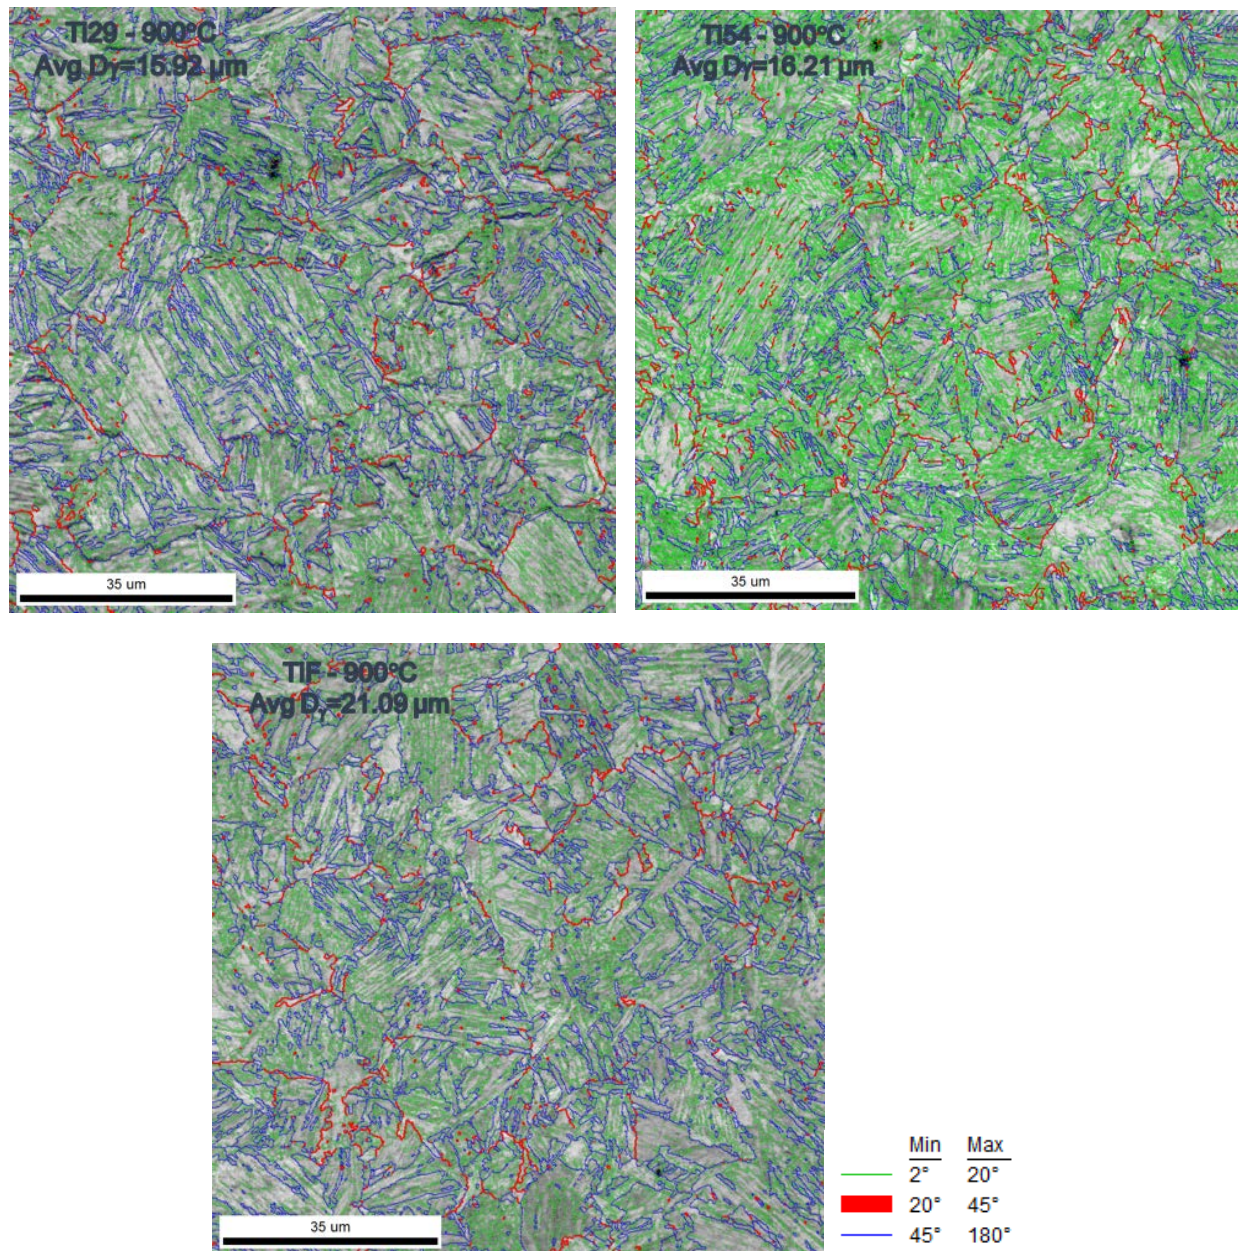 TI29 - 900°C
Avg Dγ=15.92 µm
35 um
TI54 - 900°C
Avg Dγ=16.21 µm
35 um
TIF - 900°C
Avg Dγ=21.09 µm
35 um
Min Max
2° 20°
20° 45°
45° 180°